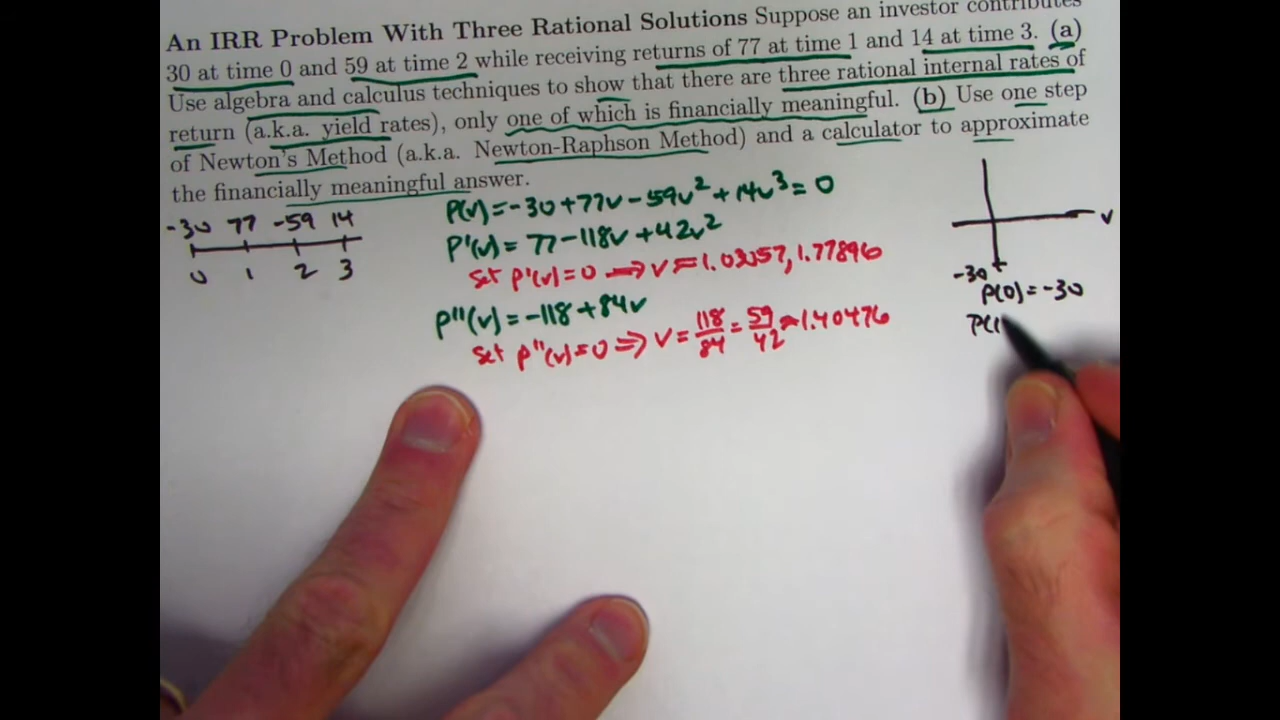 An IRR Problem With Three Rational Solutions Suppose an investor contributes
30 at time 0 and 59 at time 2 while receiving returns of 77 at time 1 and 14 at time 3. (a)
Use algebra and calculus techniques to show that there are three rational internal rates of
return (a.k.a. yield rates), only one of which is financially meaningful. (b) Use one step
of Newton's Method (a.k.a. Newton-Raphson Method) and a calculator to approximate
the financially meaningful answer.
-30 77 -59 14
0 1 2 3
P(v) = -30 + 77v - 59v² + 14v³ = 0
P'(v) = 77 - 118v + 42v²
Set p'(v) = 0 ⟹ v ≈ 1.03057, 1.77896
p''(v) = -118 + 84v
Set p''(v) = 0 ⟹ v = 118/84 = 59/42 ≈ 1.40476
v
-30
P(0) = -30
P(1